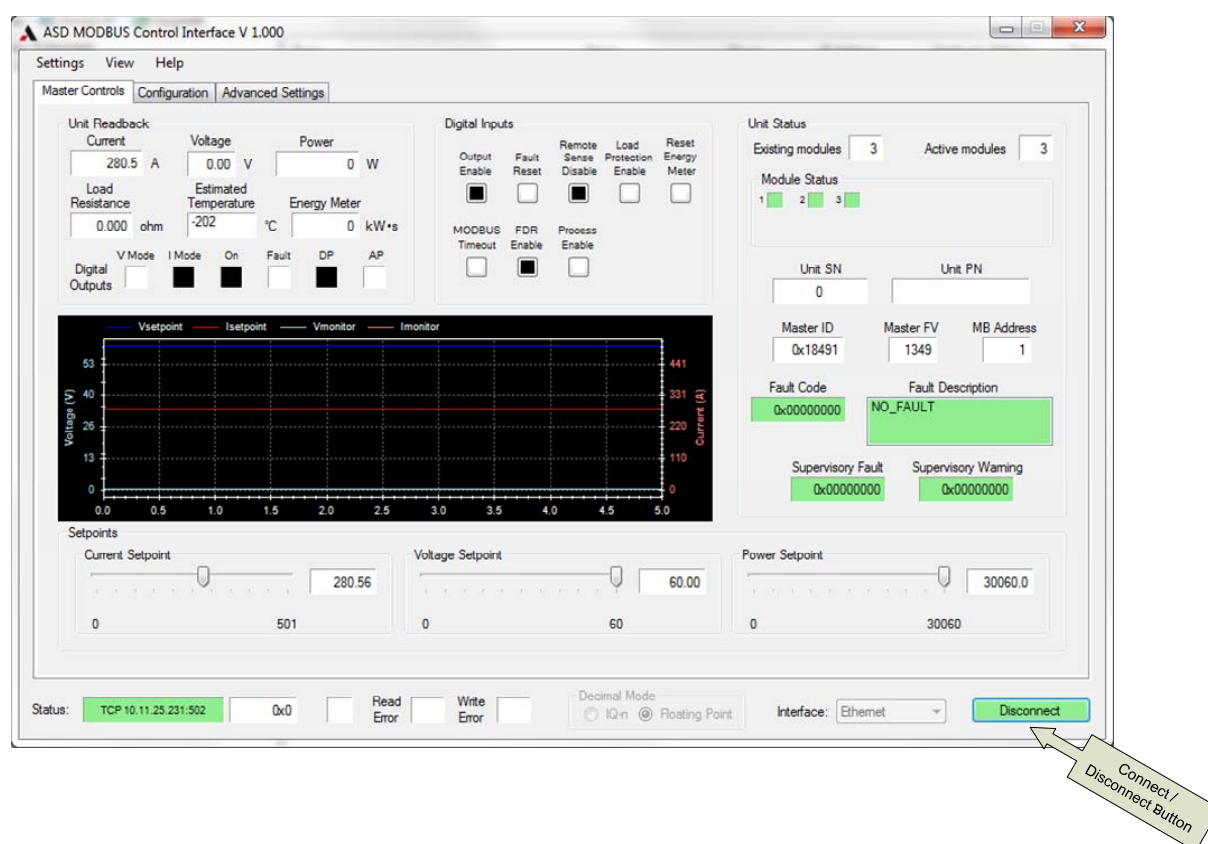 ASD MODBUS Control Interface V 1.000
Settings View Help
Master Controls Configuration Advanced Settings
Unit Readback
Current Voltage Power
280.5 A 0.00 V 0 W
Load Resistance Estimated Temperature Energy Meter
0.000 ohm -202 °C 0 kW•s
Digital Outputs V Mode I Mode On Fault DP AP
Digital Inputs
Output Enable Fault Reset Remote Sense Disable Load Protection Enable Reset Energy Meter
MODBUS Timeout FDR Enable Process Enable
Unit Status
Existing modules 3 Active modules 3
Module Status
1 2 3
Unit SN Unit PN
0
Master ID Master FV MB Address
0x18491 1349 1
Fault Code Fault Description
0x00000000 NO_FAULT
Supervisory Fault Supervisory Warning
0x00000000 0x00000000
Vsetpoint Isetpoint Vmonitor Imonitor
Voltage (V)
53
40
26
13
0
441
331
220
110
0
Current (A)
0.0 0.5 1.0 1.5 2.0 2.5 3.0 3.5 4.0 4.5 5.0
Setpoints
Current Setpoint
280.56
0 501
Voltage Setpoint
60.00
0 60
Power Setpoint
30060.0
0 30060
Status: TCP 10.11.25.231:502 0x0 Read Error Write Error
Decimal Mode
IQ-n Floating Point
Interface: Ethernet Disconnect
Connect /
Disconnect Button